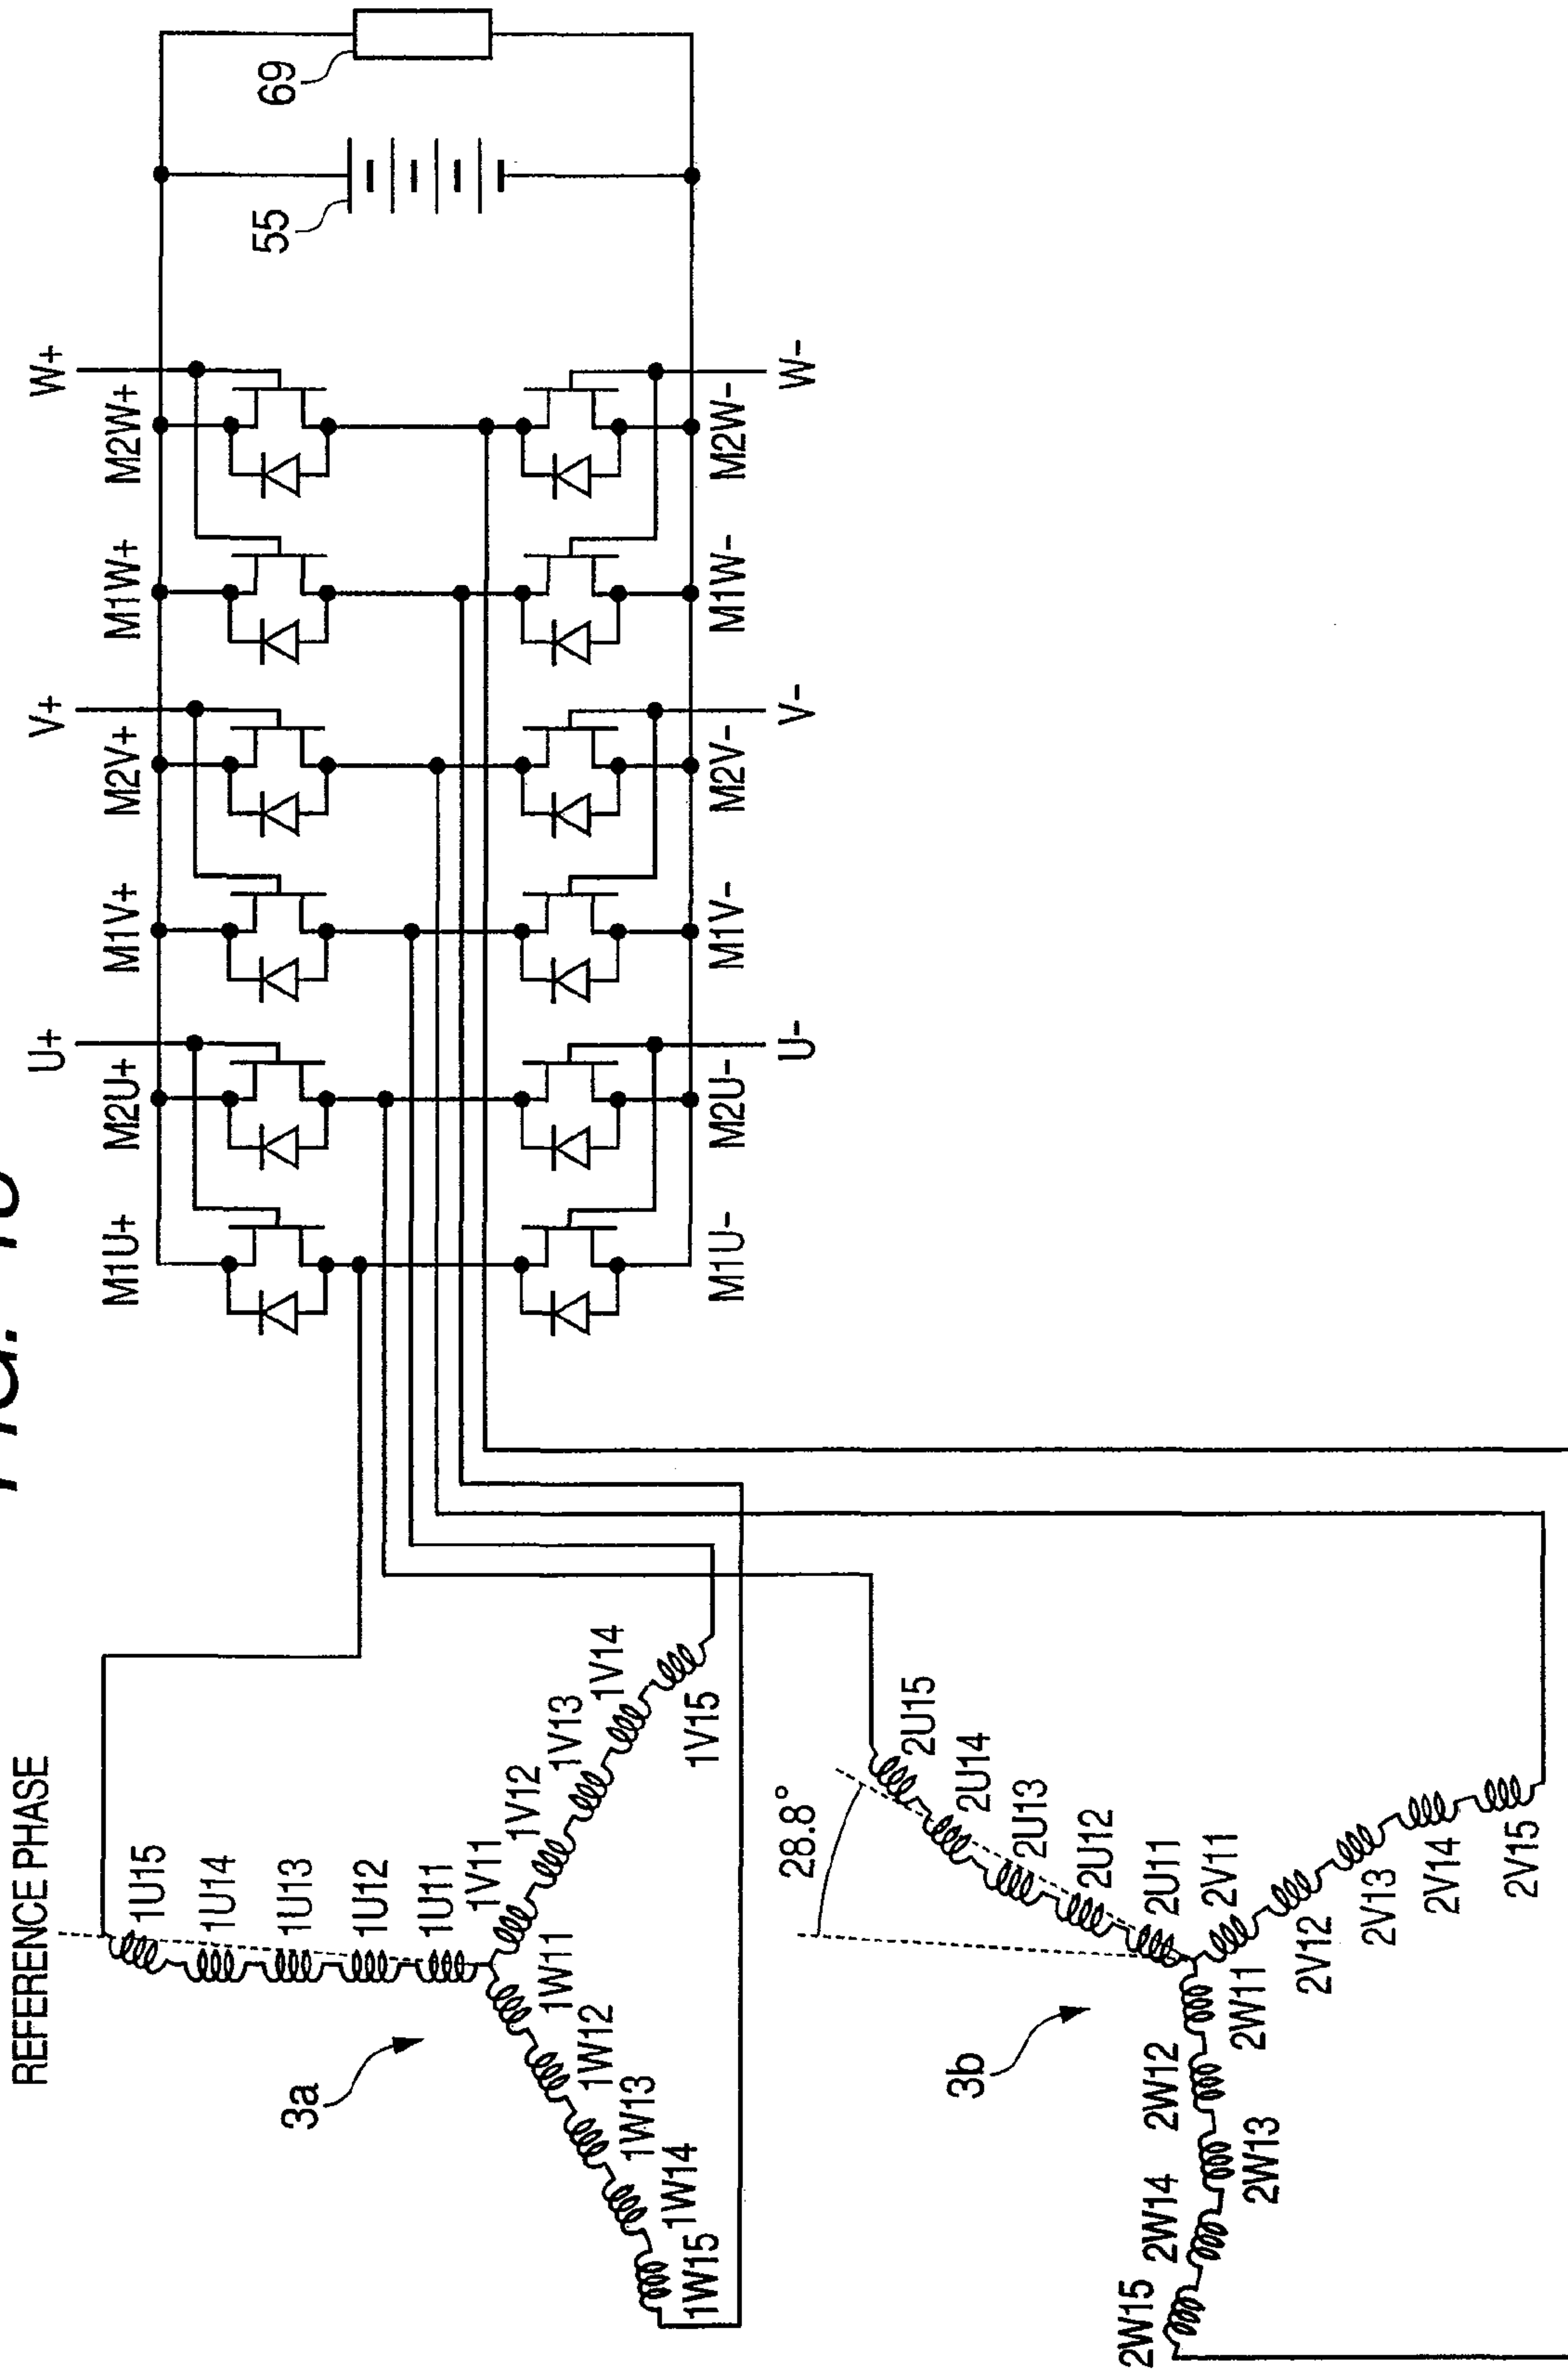 REFERENCE PHASE
U+
V+
W+
M1U+
M2U+
M1V+
M2V+
M1W+
M2W+
69
55
M1U-
M2U-
M1V-
M2V-
M1W-
M2W-
U-
V-
W-
1U15
1U14
1U13
1U12
1U11
1V11
1V12
1V13
1V14
1V15
1W11
1W12
1W13
1W14
1W15
3a
28.8°
2U15
2U14
2U13
2U12
2U11
2V11
2V12
2V13
2V14
2V15
2W11
2W12
2W13
2W14
2W15
3b